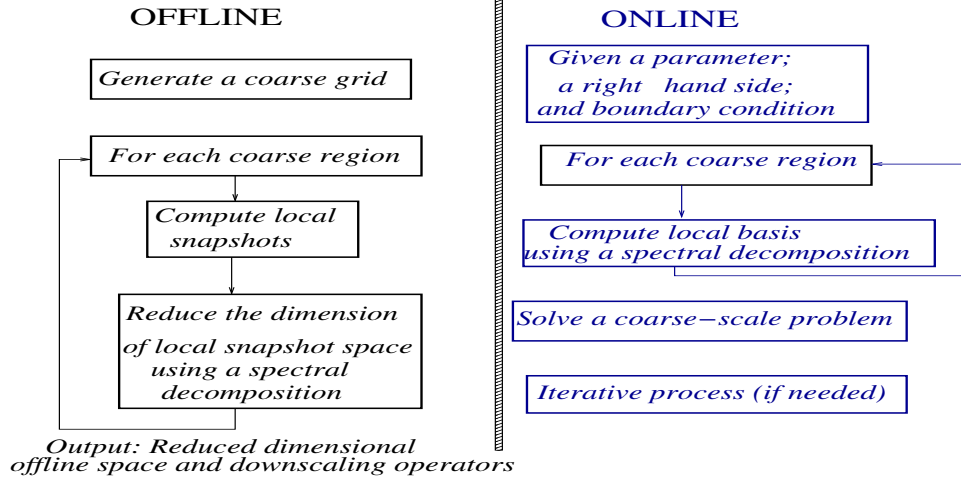 OFFLINE
Generate a coarse grid
For each coarse region
Compute local
snapshots
Reduce the dimension
of local snapshot space
using a spectral
decomposition
Output: Reduced dimensional
offline space and downscaling operators
ONLINE
Given a parameter;
a right hand side;
and boundary condition
For each coarse region
Compute local basis
using a spectral decomposition
Solve a coarse−scale problem
Iterative process (if needed)